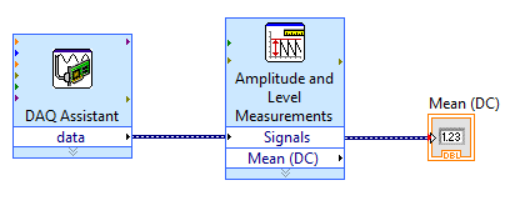 DAQ Assistant
data
Amplitude and
Level
Measurements
Signals
Mean (DC)
Mean (DC)
1.23
DBL